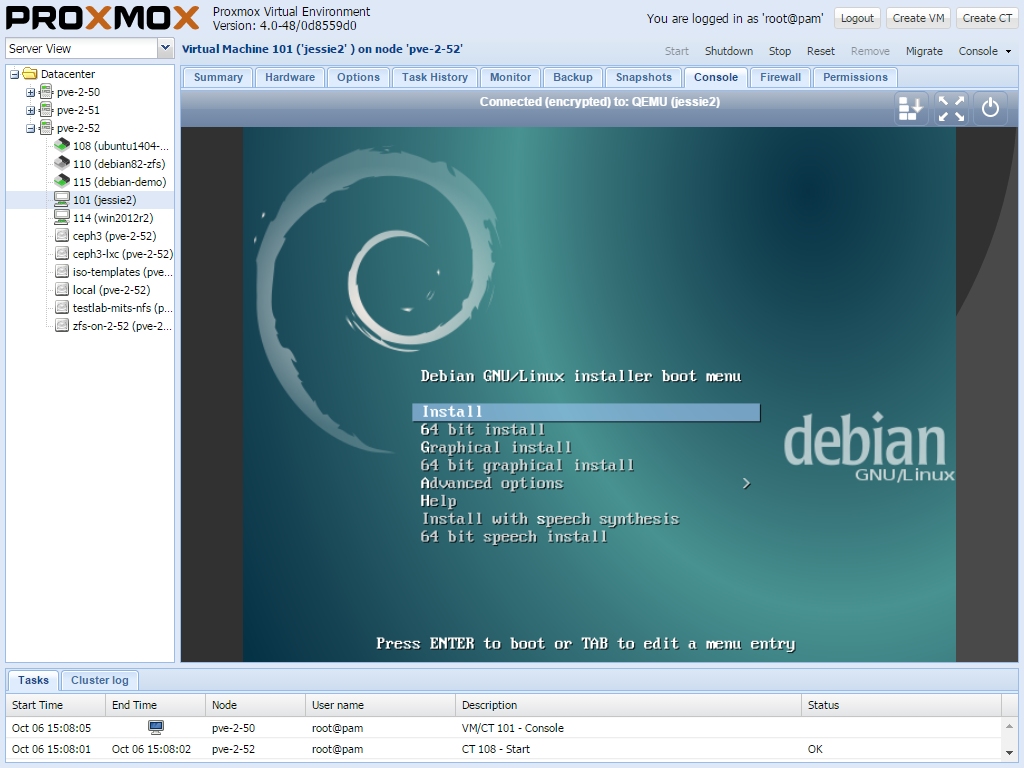 PROXMOX
Proxmox Virtual Environment
Version: 4.0-48/0d8559d0
You are logged in as 'root@pam'
Logout
Create VM
Create CT
Server View
Virtual Machine 101 ('jessie2' ) on node 'pve-2-52'
Start
Shutdown
Stop
Reset
Remove
Migrate
Console
Datacenter
pve-2-50
pve-2-51
pve-2-52
108 (ubuntu1404-...
110 (debian82-zfs)
115 (debian-demo)
101 (jessie2)
114 (win2012r2)
ceph3 (pve-2-52)
ceph3-lxc (pve-2-52)
iso-templates (pve...
local (pve-2-52)
testlab-mits-nfs (p...
zfs-on-2-52 (pve-2...
Summary
Hardware
Options
Task History
Monitor
Backup
Snapshots
Console
Firewall
Permissions
Connected (encrypted) to: QEMU (jessie2)
Debian GNU/Linux installer boot menu
Install
64 bit install
Graphical install
64 bit graphical install
Advanced options >
Help
Install with speech synthesis
64 bit speech install
debian
GNU/Linux
Press ENTER to boot or TAB to edit a menu entry
Tasks
Cluster log
Start Time End Time Node User name Description Status
Oct 06 15:08:05 pve-2-50 root@pam VM/CT 101 - Console
Oct 06 15:08:01 Oct 06 15:08:02 pve-2-52 root@pam CT 108 - Start OK